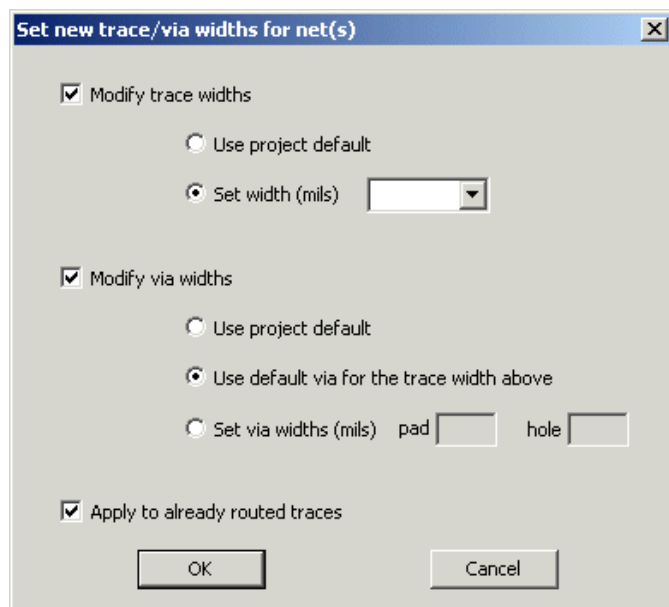 Set new trace/via widths for net(s)
Modify trace widths
Use project default
Set width (mils)
Modify via widths
Use project default
Use default via for the trace width above
Set via widths (mils) pad hole
Apply to already routed traces
OK Cancel